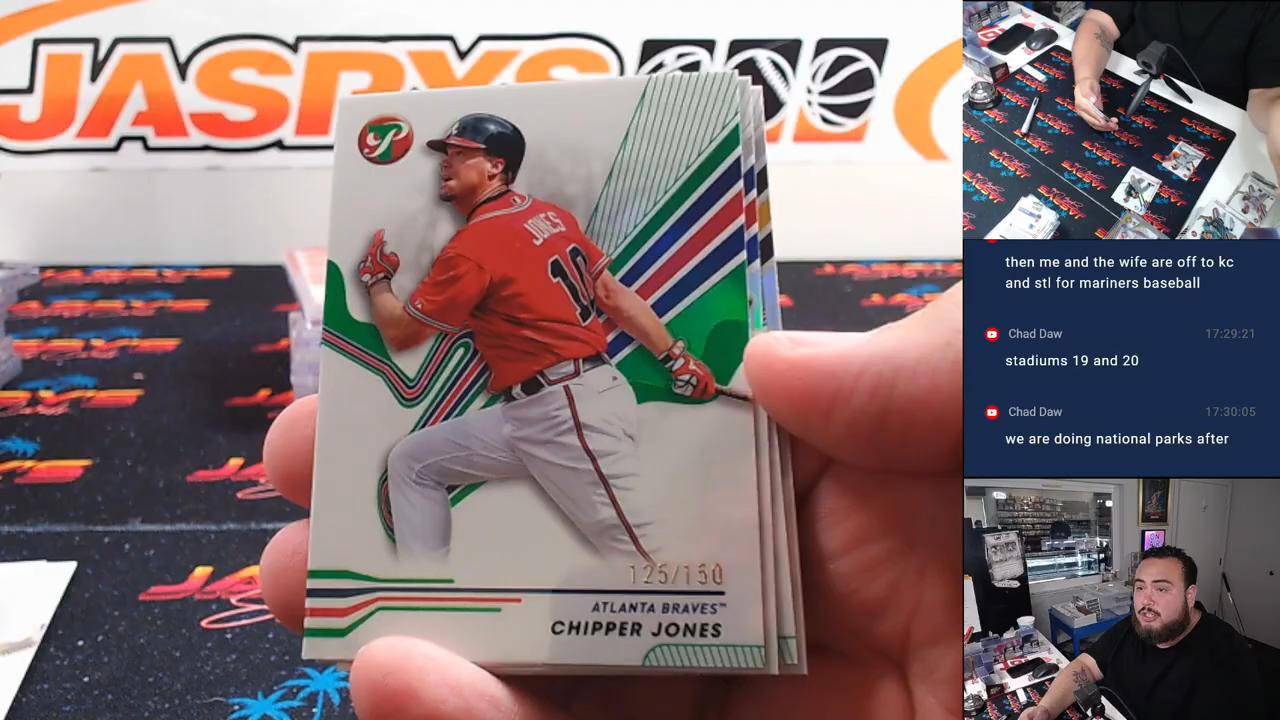 JASPYS
P
JONES
10
125/150
ATLANTA BRAVES™
CHIPPER JONES
then me and the wife are off to kc
and stl for mariners baseball
Chad Daw 17:29:21
stadiums 19 and 20
Chad Daw 17:30:05
we are doing national parks after